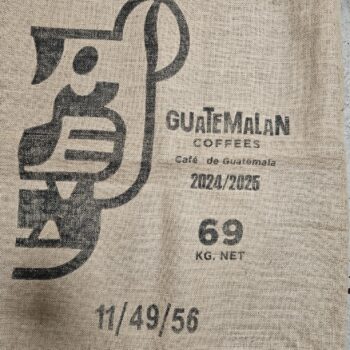 GUATEMALAN
COFFEES
Café de Guatemala
2024/2025
69
KG. NET
11/49/56